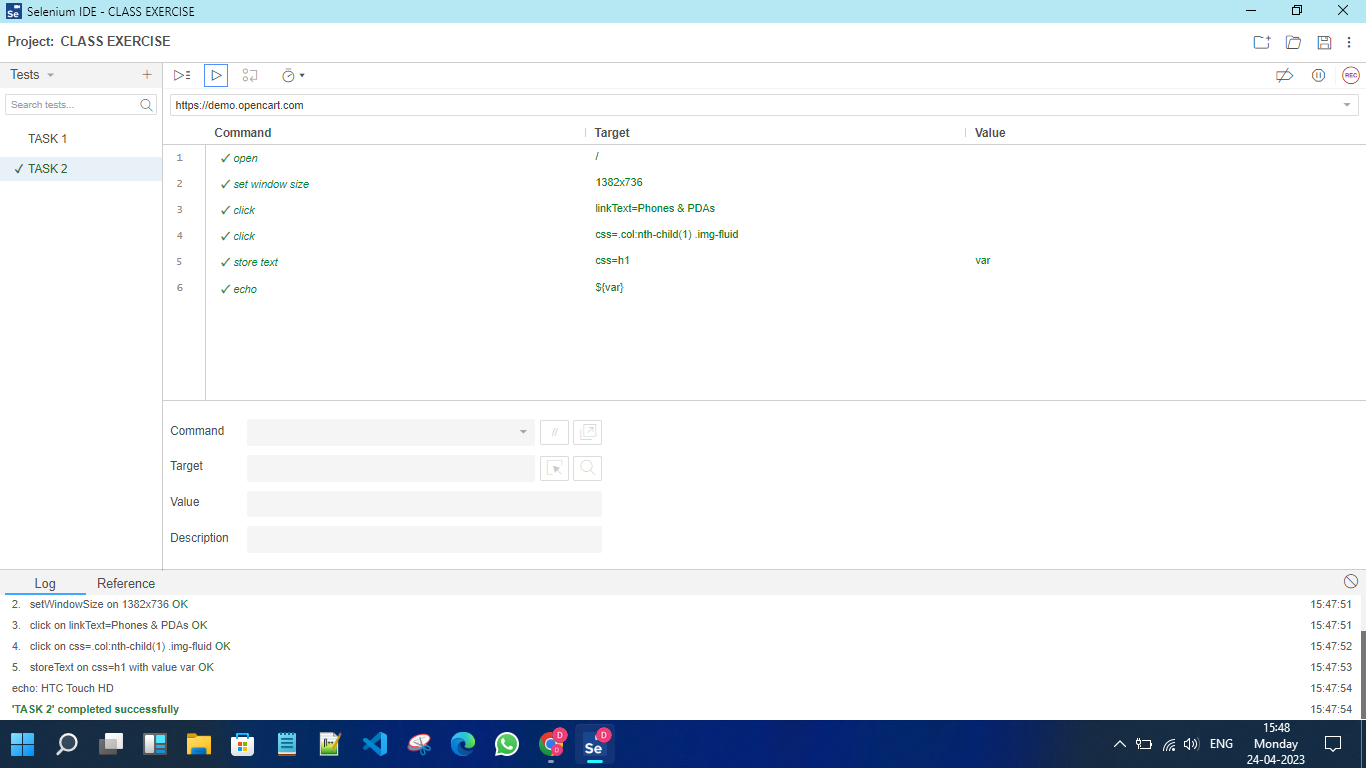 Se Selenium IDE - CLASS EXERCISE
Project: CLASS EXERCISE
Tests
Search tests...
TASK 1
✓ TASK 2
REC
https://demo.opencart.com
Command Target Value
1 ✓ open /
2 ✓ set window size 1382x736
3 ✓ click linkText=Phones & PDAs
4 ✓ click css=.col:nth-child(1) .img-fluid
5 ✓ store text css=h1 var
6 ✓ echo ${var}
Command //
Target
Value
Description
Log Reference
2. setWindowSize on 1382x736 OK 15:47:51
3. click on linkText=Phones & PDAs OK 15:47:51
4. click on css=.col:nth-child(1) .img-fluid OK 15:47:52
5. storeText on css=h1 with value var OK 15:47:53
echo: HTC Touch HD 15:47:54
'TASK 2' completed successfully 15:47:54
D
D
Se D
ENG
15:48
Monday
24-04-2023